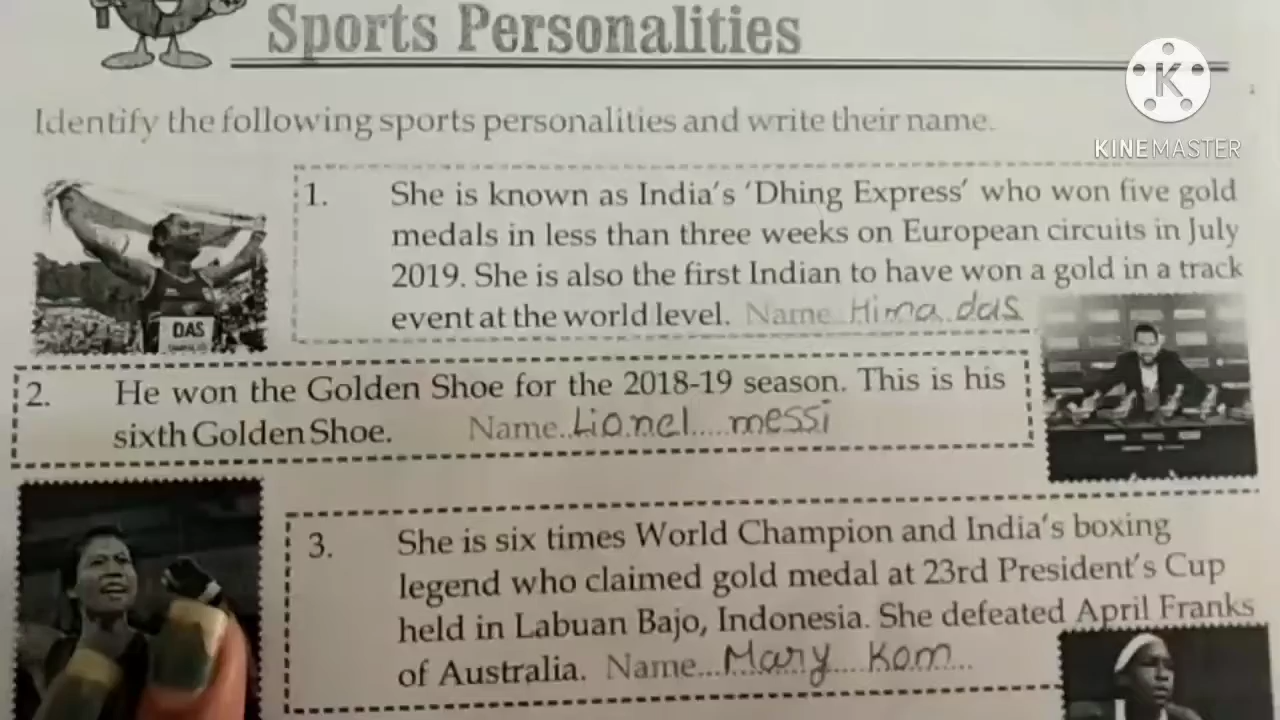 Sports Personalities
K
KINEMASTER
Identify the following sports personalities and write their name.
1. She is known as India's 'Dhing Express' who won five gold
medals in less than three weeks on European circuits in July
2019. She is also the first Indian to have won a gold in a track
event at the world level. Name..Hima das
DAS
2. He won the Golden Shoe for the 2018-19 season. This is his
sixth Golden Shoe. Name..Lionel.....messi
3. She is six times World Champion and India's boxing
legend who claimed gold medal at 23rd President's Cup
held in Labuan Bajo, Indonesia. She defeated April Franks
of Australia. Name...Mary....Kom...